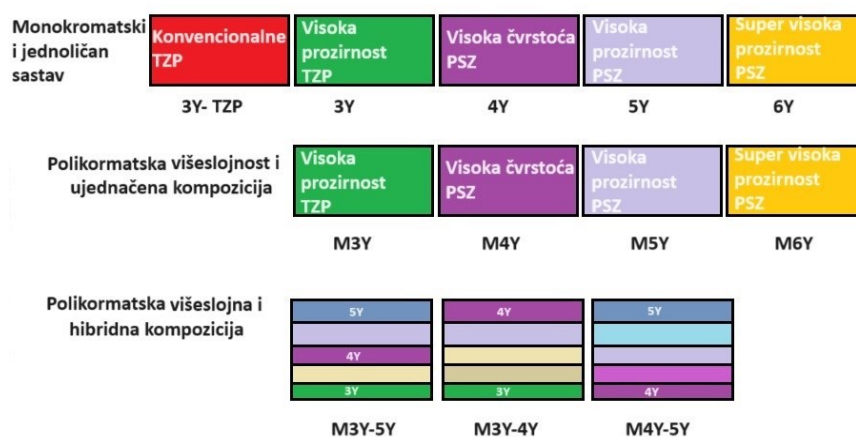 Monokromatski
i jednoličan
sastav
Konvencionalne
TZP
Visoka
prozirnost
TZP
Visoka čvrstoća
PSZ
Visoka
prozirnost
PSZ
Super visoka
prozirnost
PSZ
3Y- TZP
3Y
4Y
5Y
6Y
Polikormatska višeslojnost i
ujednačena kompozicija
Visoka
prozirnost
TZP
Visoka čvrstoća
PSZ
Visoka
prozirnost
PSZ
Super visoka
prozirnost
PSZ
M3Y
M4Y
M5Y
M6Y
Polikormatska višeslojna i
hibridna kompozicija
5Y
4Y
3Y
4Y
3Y
5Y
4Y
M3Y-5Y
M3Y-4Y
M4Y-5Y